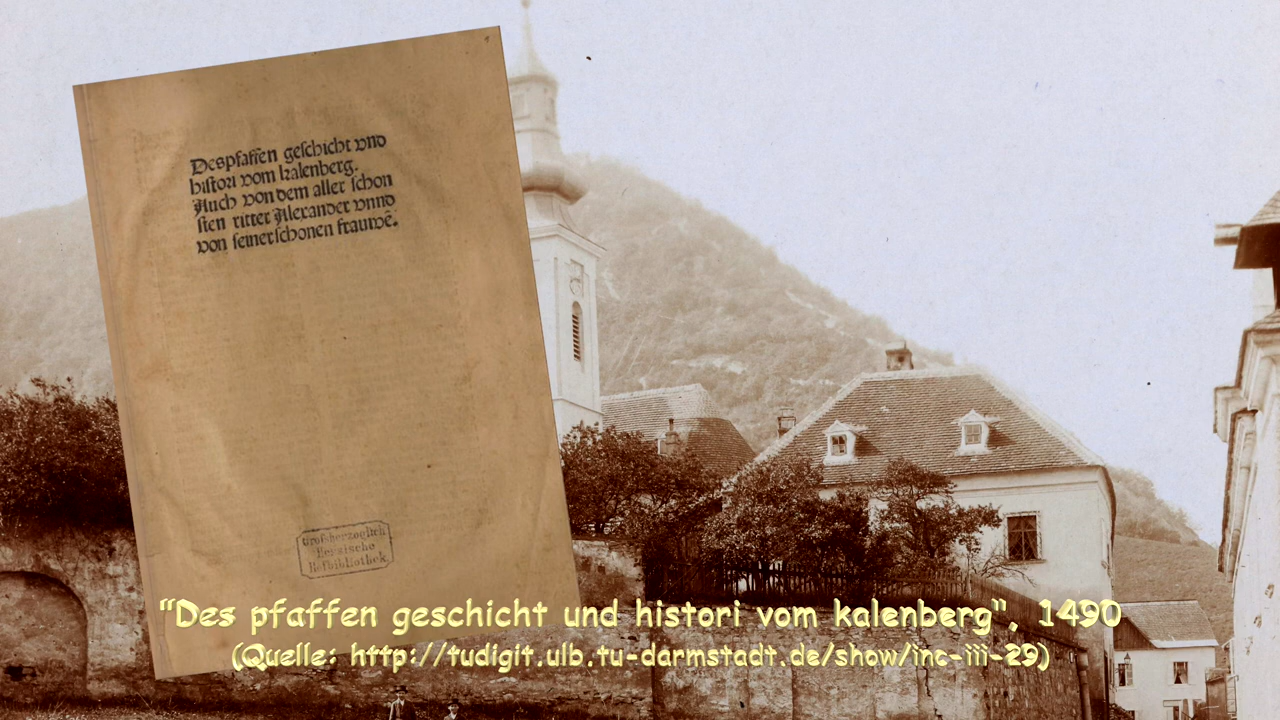 Des pfaffen geschicht vnd
histori vom kalenberg.
Auch von dem aller schon
sten ritter Alexander vnnd
von seiner schonen frauwē.
Großherzoglich
Hessische
Hofbibliothek.
"Des pfaffen geschicht und histori vom kalenberg", 1490
(Quelle: http://tudigit.ulb.tu-darmstadt.de/show/inc-iii-29)